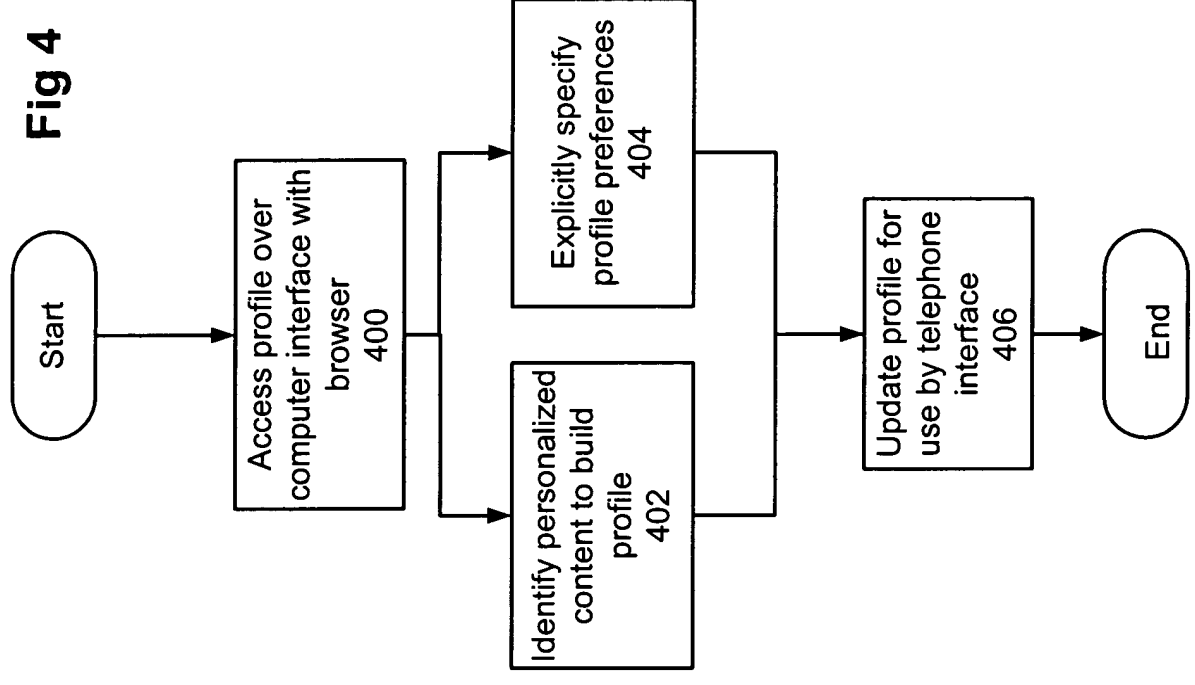 Fig 4
Start
Access profile over
computer interface with
browser
400
Identify personalized
content to build
profile
402
Explicitly specify
profile preferences
404
Update profile for
use by telephone
interface
406
End